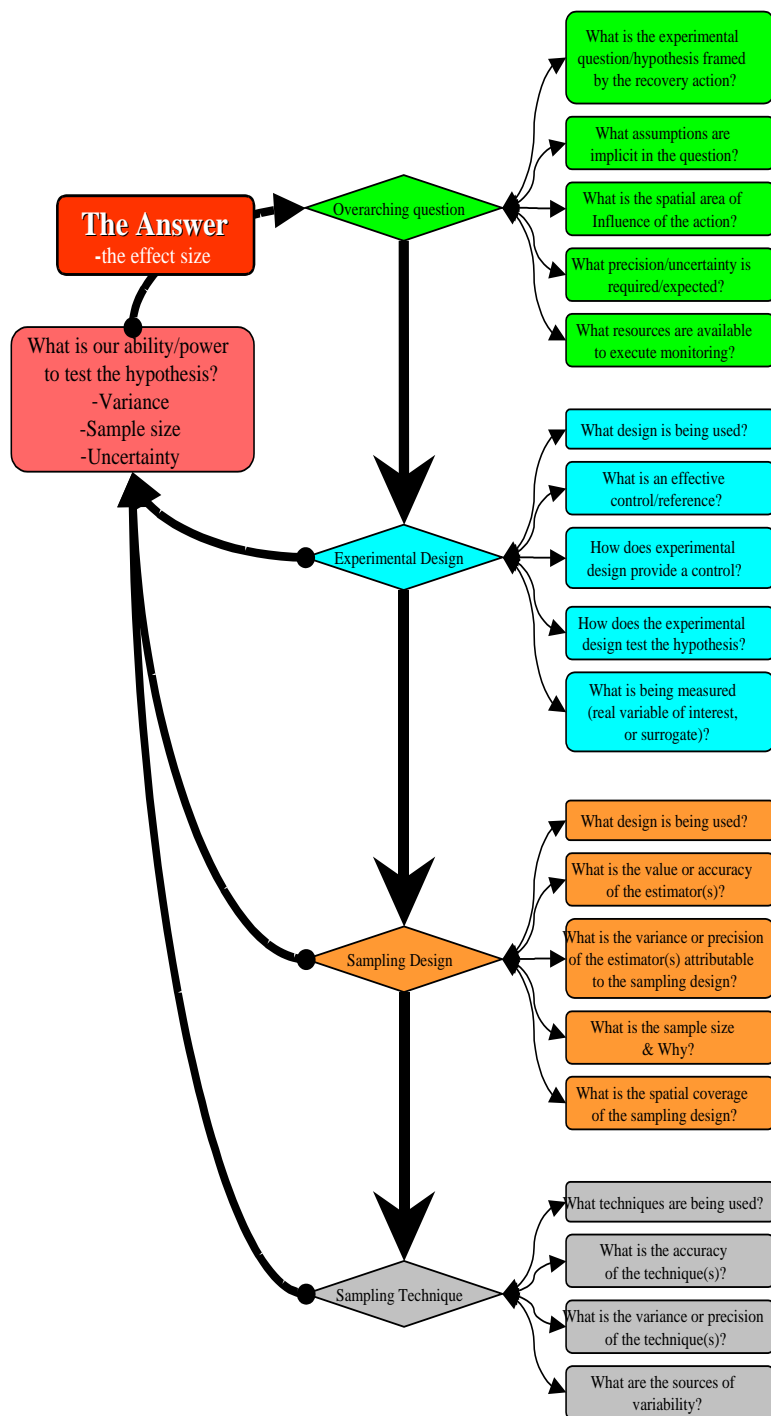 What is the experimental
question/hypothesis framed
by the recovery action?
What assumptions are
implicit in the question?
Overarching question
What is the spatial area of
Influence of the action?
The Answer
-the effect size
What precision/uncertainty is
required/expected?
What resources are available
to execute monitoring?
What is our ability/power
to test the hypothesis?
-Variance
-Sample size
-Uncertainty
What design is being used?
What is an effective
control/reference?
Experimental Design
How does experimental
design provide a control?
How does the experimental
design test the hypothesis?
What is being measured
(real variable of interest,
or surrogate)?
What design is being used?
What is the value or accuracy
of the estimator(s)?
Sampling Design
What is the variance or precision
of the estimator(s) attributable
to the sampling design?
What is the sample size
& Why?
What is the spatial coverage
of the sampling design?
What techniques are being used?
What is the accuracy
of the technique(s)?
Sampling Technique
What is the variance or precision
of the technique(s)?
What are the sources of
variability?